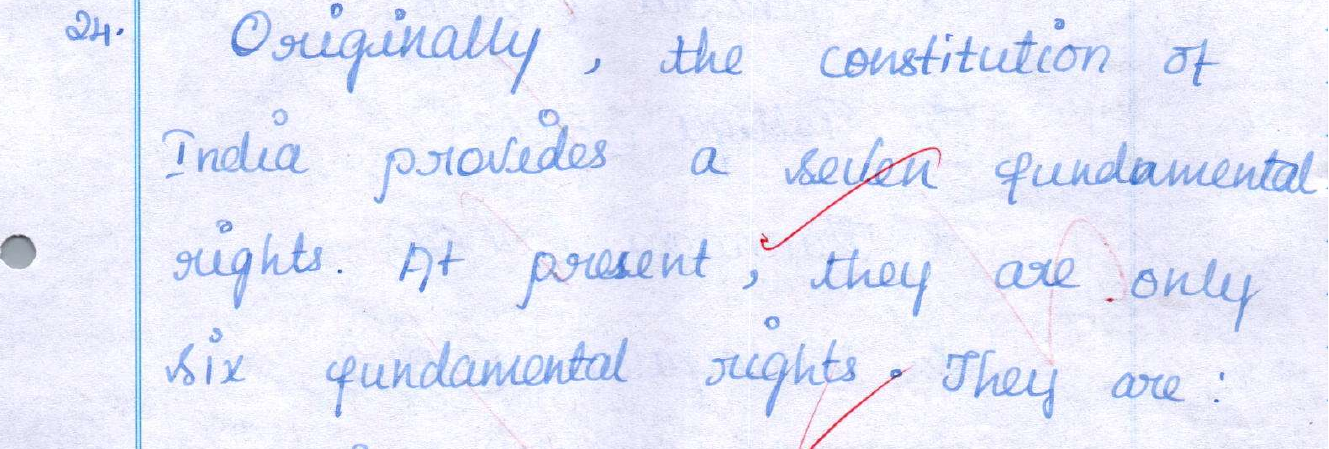 24. Originally, the constitution of
India provides a seven fundamental
rights. At present, they are only
six fundamental rights. They are: